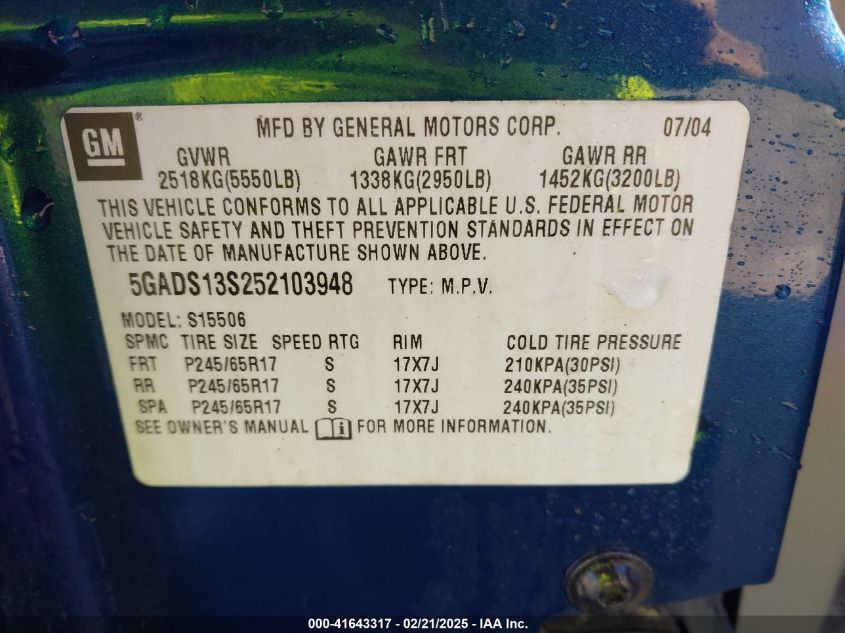 GM ® MFD BY GENERAL MOTORS CORP. 07/04
GVWR GAWR FRT GAWR RR
2518KG(5550LB) 1338KG(2950LB) 1452KG(3200LB)
THIS VEHICLE CONFORMS TO ALL APPLICABLE U.S. FEDERAL MOTOR
VEHICLE SAFETY AND THEFT PREVENTION STANDARDS IN EFFECT ON
THE DATE OF MANUFACTURE SHOWN ABOVE.
5GADS13S252103948 TYPE: M.P.V.
MODEL: S15506
SPMC TIRE SIZE SPEED RTG RIM COLD TIRE PRESSURE
FRT P245/65R17 S 17X7J 210KPA(30PSI)
RR P245/65R17 S 17X7J 240KPA(35PSI)
SPA P245/65R17 S 17X7J 240KPA(35PSI)
SEE OWNER'S MANUAL i FOR MORE INFORMATION.
000-41643317 / 02/21/2025 - IAA Inc.